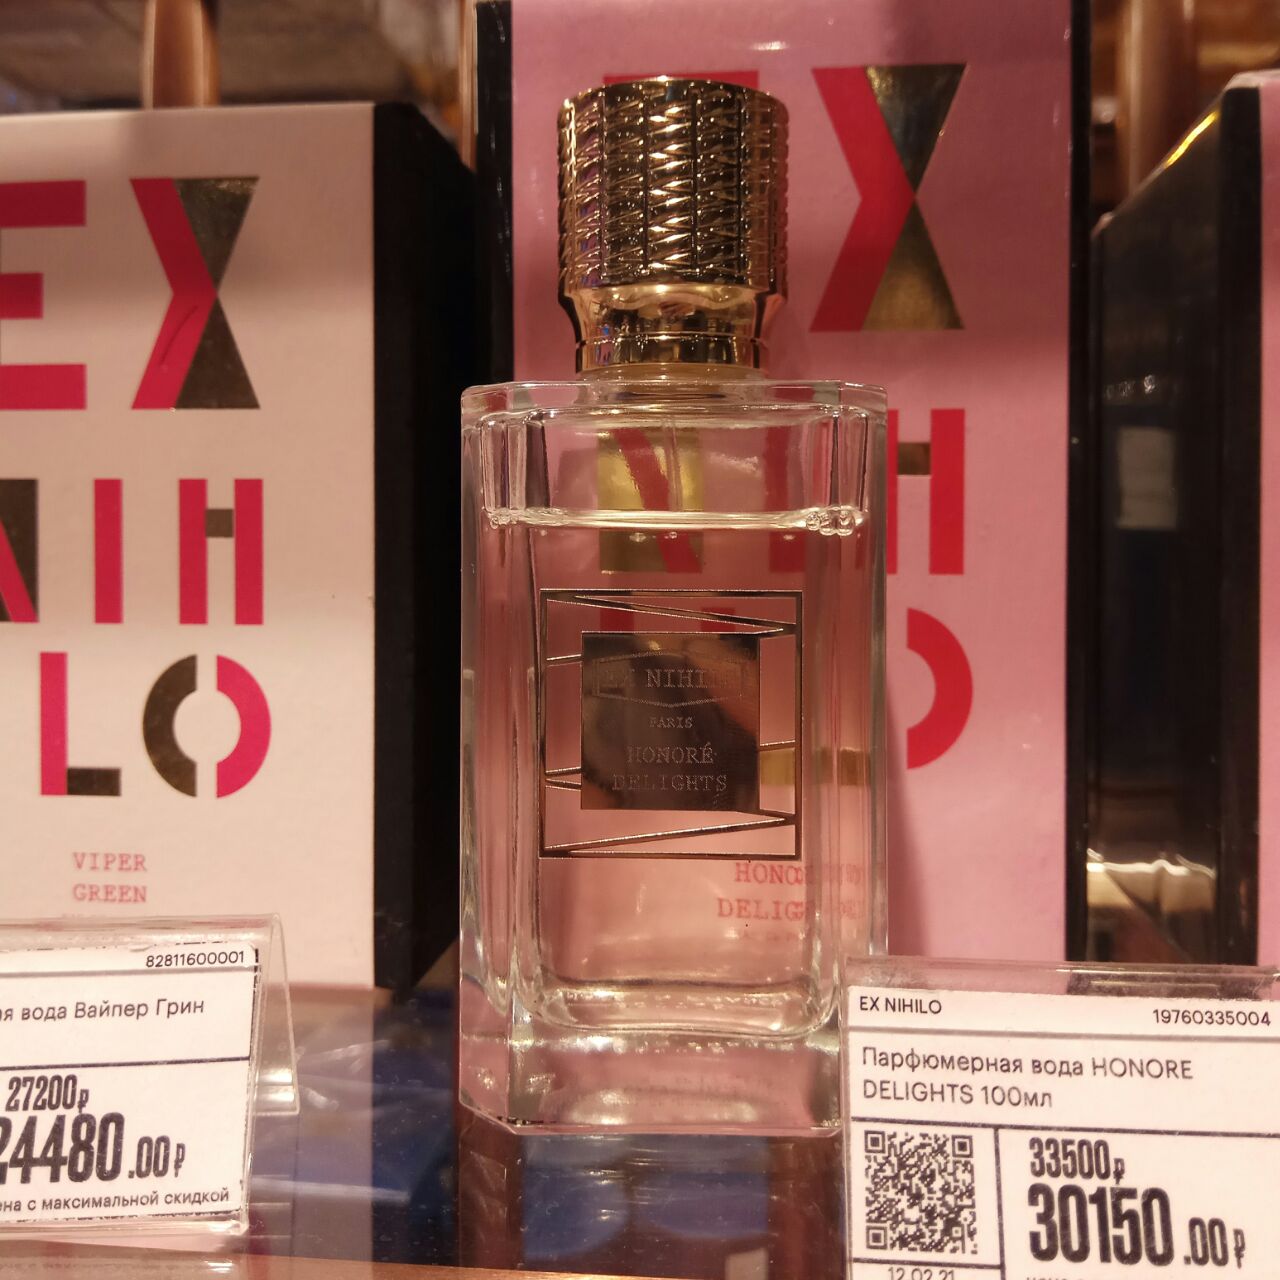 EX
NIH
LO
VIPER
GREEN
EX
IH
O
EX NIHILO
PARIS
HONORÉ
DELIGHTS
82811600001
вода Вайпер Грин
27200₽
24480.00₽
с максимальной скидкой
EX NIHILO
19760335004
Парфюмерная вода HONORE
DELIGHTS 100мл
33500₽
30150.00₽
12.02.21